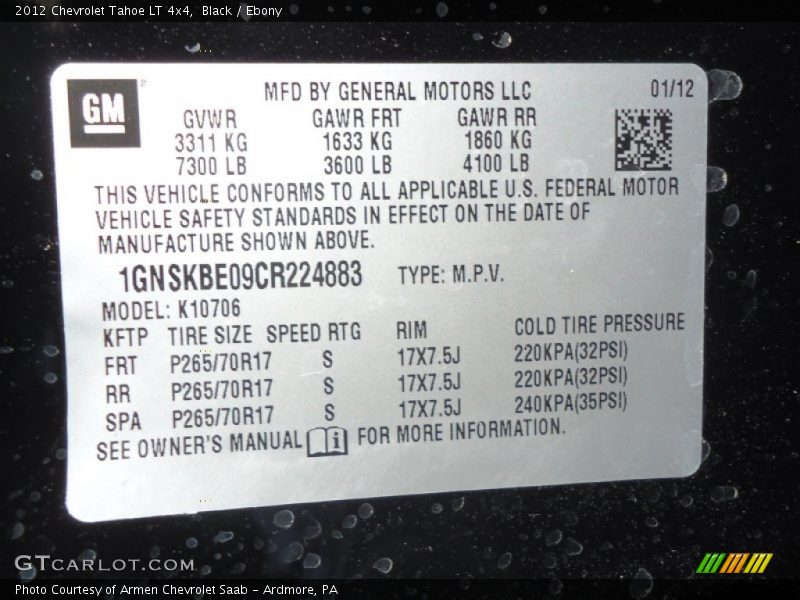 2012 Chevrolet Tahoe LT 4x4, Black / Ebony
GM
MFD BY GENERAL MOTORS LLC 01/12
GVWR GAWR FRT GAWR RR
3311 KG 1633 KG 1860 KG
7300 LB 3600 LB 4100 LB
THIS VEHICLE CONFORMS TO ALL APPLICABLE U.S. FEDERAL MOTOR
VEHICLE SAFETY STANDARDS IN EFFECT ON THE DATE OF
MANUFACTURE SHOWN ABOVE.
1GNSKBE09CR224883 TYPE: M.P.V.
MODEL: K10706
KFTP TIRE SIZE SPEED RTG RIM COLD TIRE PRESSURE
FRT P265/70R17 S 17X7.5J 220KPA(32PSI)
RR P265/70R17 S 17X7.5J 220KPA(32PSI)
SPA P265/70R17 S 17X7.5J 240KPA(35PSI)
SEE OWNER'S MANUAL FOR MORE INFORMATION.
GTCARLOT.COM
Photo Courtesy of Armen Chevrolet Saab - Ardmore, PA